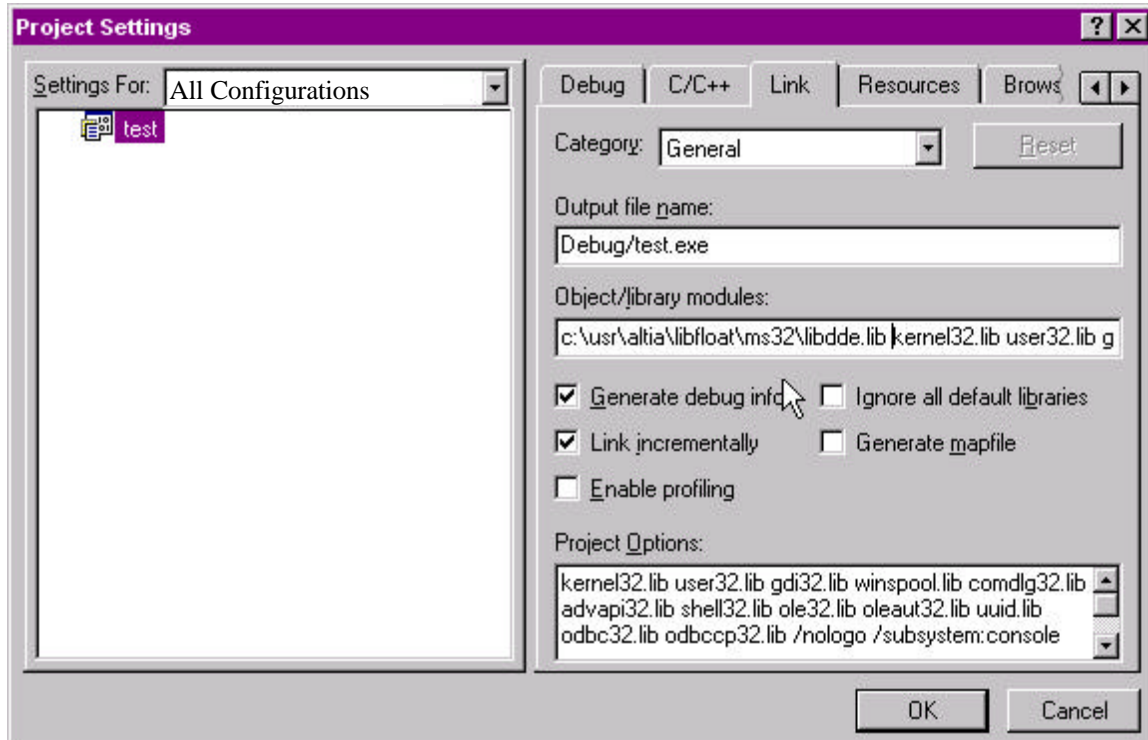 Project Settings
Settings For: All Configurations
test
Debug C/C++ Link Resources Brows
Category: General Reset
Output file name:
Debug/test.exe
Object/library modules:
c:\usr\altia\libfloat\ms32\libdde.lib kernel32.lib user32.lib g
Generate debug info Ignore all default libraries
Link incrementally Generate mapfile
Enable profiling
Project Options:
kernel32.lib user32.lib gdi32.lib winspool.lib comdlg32.lib
advapi32.lib shell32.lib ole32.lib oleaut32.lib uuid.lib
odbc32.lib odbccp32.lib /nologo /subsystem:console
OK Cancel